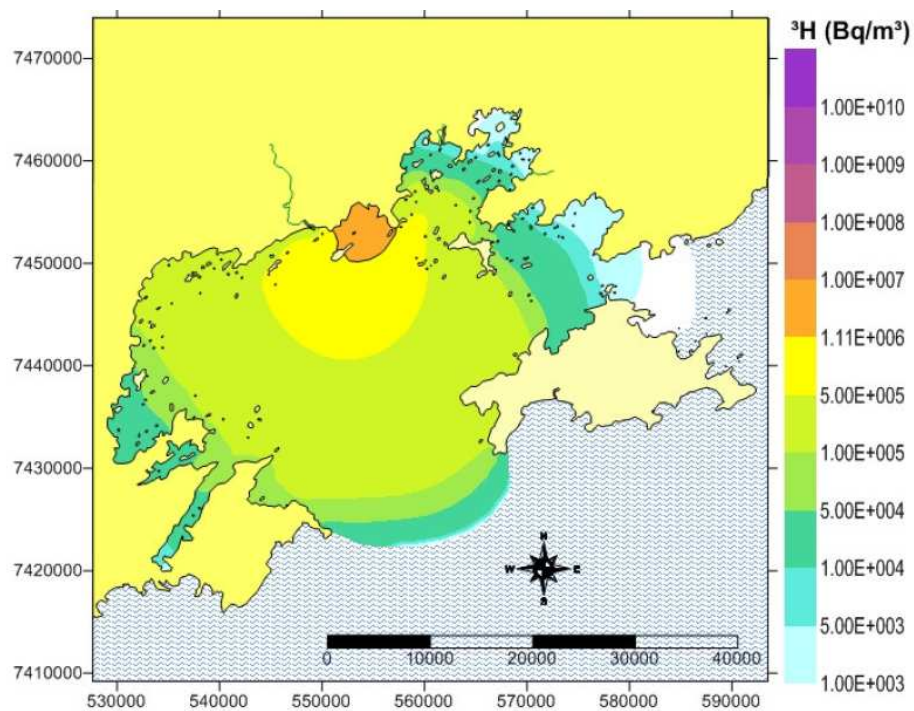 ³H (Bq/m³)
7470000
7460000
7450000
7440000
7430000
7420000
7410000
1.00E+010
1.00E+009
1.00E+008
1.00E+007
1.11E+006
5.00E+005
1.00E+005
5.00E+004
1.00E+004
5.00E+003
1.00E+003
N
W E
S
0 10000 20000 30000 40000
530000 540000 550000 560000 570000 580000 590000